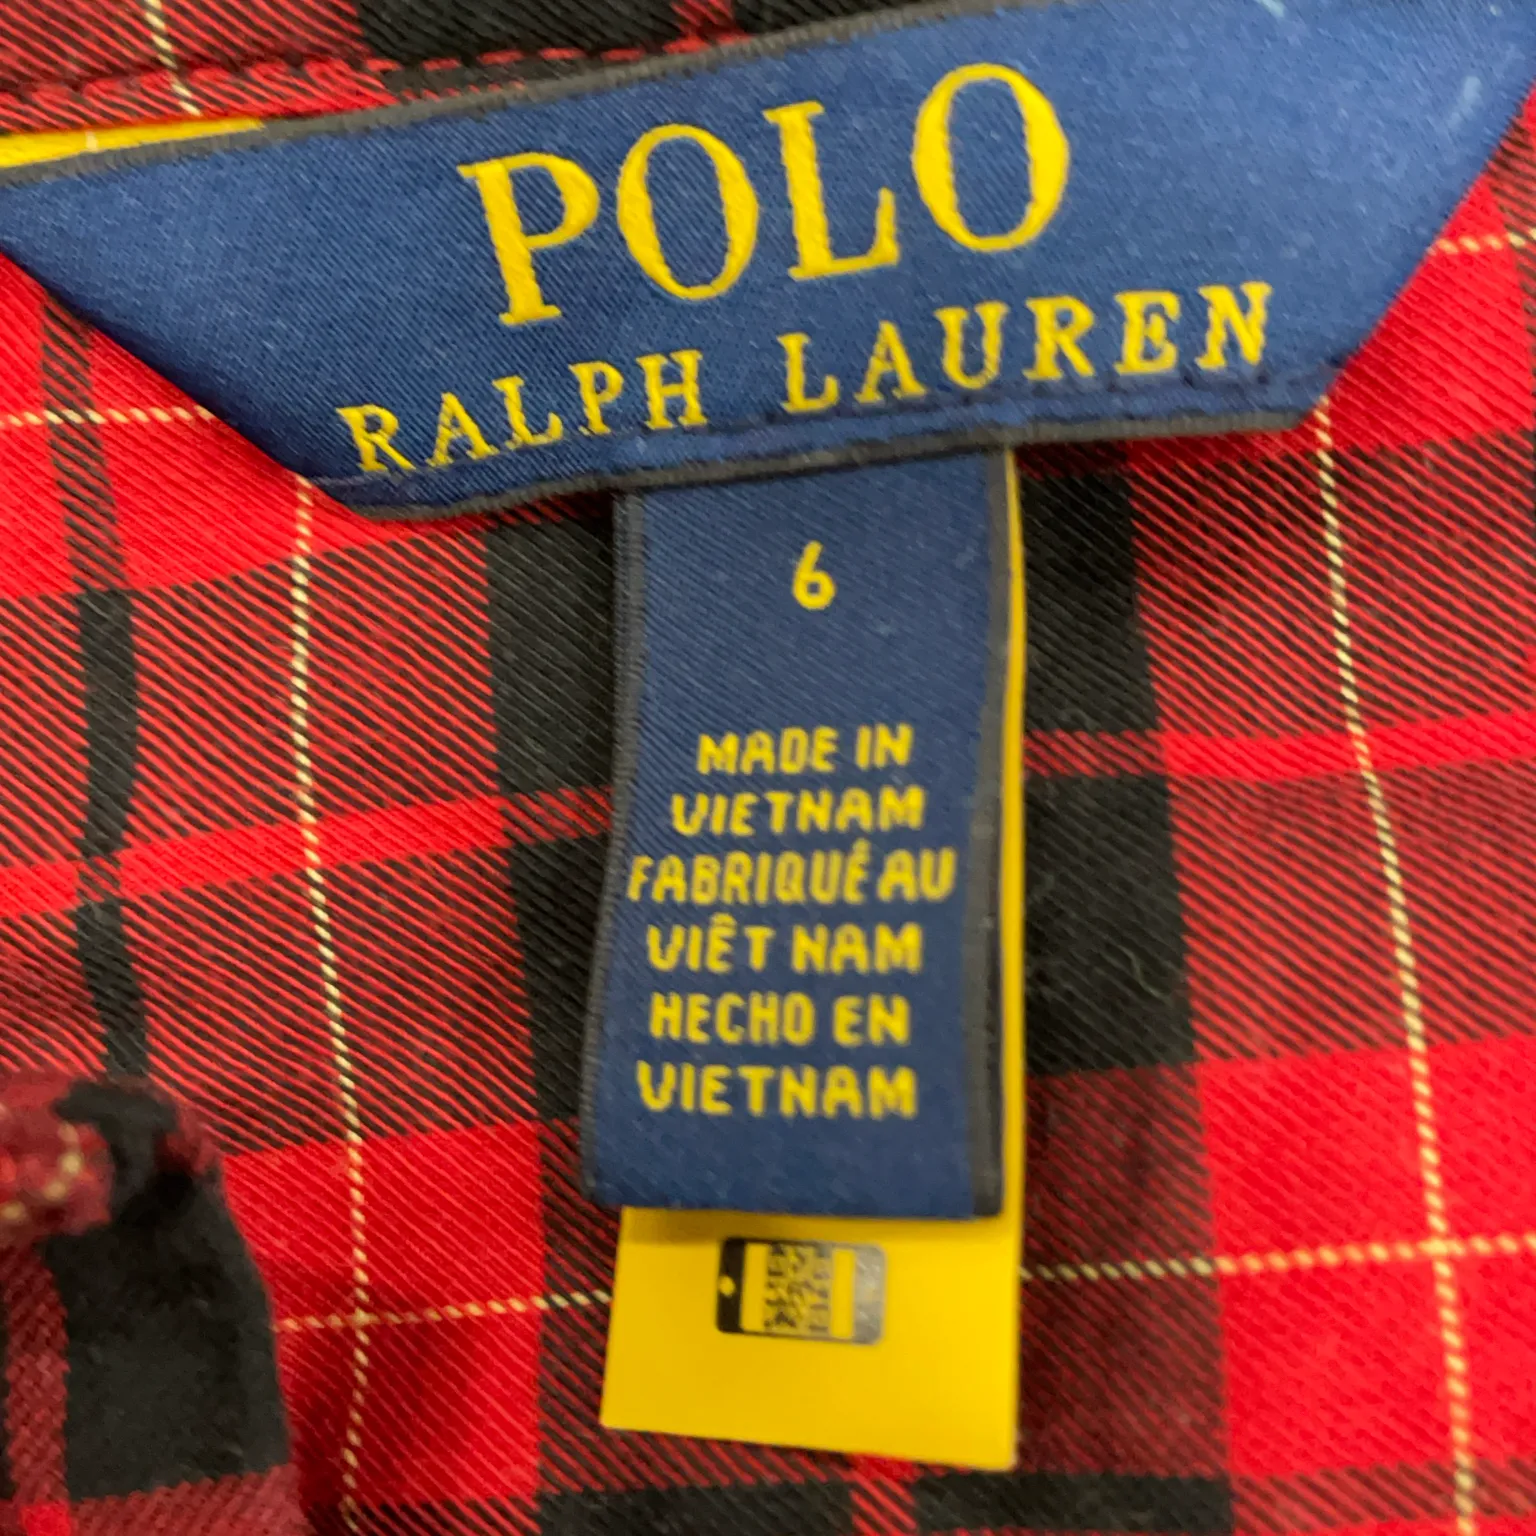 POLO
RALPH LAUREN
6
MADE IN
VIETNAM
FABRIQUÉ AU
VIÊT NAM
HECHO EN
VIETNAM